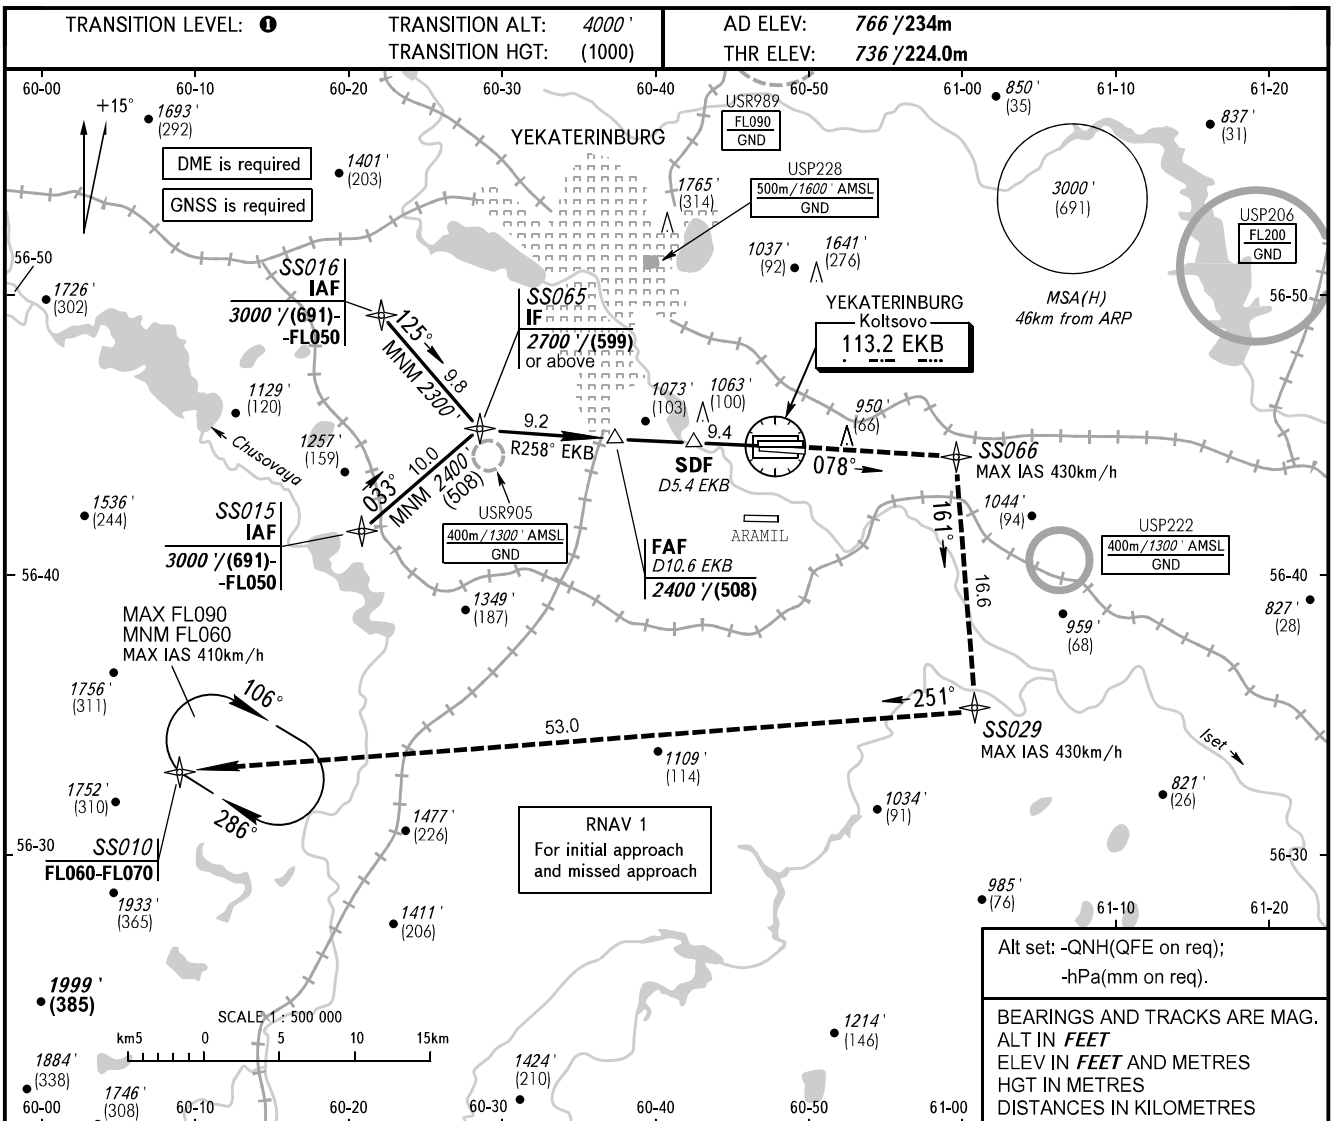 TRANSITION LEVEL: ❶
TRANSITION ALT: 4000 '
TRANSITION HGT: (1000)
AD ELEV: 766 '/234m
THR ELEV: 736 '/224.0m
60-00
60-10
60-20
60-30
60-40
60-50
61-00
61-10
61-20
+15°
1693 '
(292)
DME is required
GNSS is required
1401 '
(203)
YEKATERINBURG
USR989
FL090
GND
850 '
(35)
837 '
(31)
1765 '
(314)
USP228
500m/1600' AMSL
GND
3000 '
(691)
MSA(H)
46km from ARP
USP206
FL200
GND
1037 '
(92)
1641 '
(276)
56-50
56-50
1726 '
(302)
SS016
IAF
3000 '/(691)-
-FL050
125°
9.8
MNM 2300'
SS065
IF
2700 '/(599)
or above
YEKATERINBURG
Koltsovo
113.2 EKB
1129 '
(120)
Chusovaya
1257 '
(159)
1073 '
(103)
1063 '
(100)
950 '
(66)
9.2
R258° EKB
9.4
SDF
D5.4 EKB
078°
SS066
MAX IAS 430km/h
033°
10.0
MNM 2400'
(508)
1536 '
(244)
SS015
IAF
3000 '/(691)-
-FL050
USR905
400m/1300' AMSL
GND
ARAMIL
FAF
D10.6 EKB
2400 '/(508)
161°
16.6
1044 '
(94)
USP222
400m/1300' AMSL
GND
56-40
56-40
1349 '
(187)
959 '
(68)
827 '
(28)
MAX FL090
MNM FL060
MAX IAS 410km/h
1756 '
(311)
106°
286°
251°
53.0
SS029
MAX IAS 430km/h
Iset
1109 '
(114)
1752 '
(310)
1477 '
(226)
1034 '
(91)
821 '
(26)
SS010
FL060-FL070
56-30
56-30
RNAV 1
For initial approach
and missed approach
1933 '
(365)
1411 '
(206)
985 '
(76)
61-10
61-20
1999 '
(385)
SCALE 1 : 500 000
km5 0 5 10 15km
1214 '
(146)
1884 '
(338)
1746 '
(308)
1424 '
(210)
60-00
60-10
60-20
60-30
60-40
60-50
61-00
Alt set: -QNH(QFE on req);
-hPa(mm on req).
BEARINGS AND TRACKS ARE MAG.
ALT IN FEET
ELEV IN FEET AND METRES
HGT IN METRES
DISTANCES IN KILOMETRES